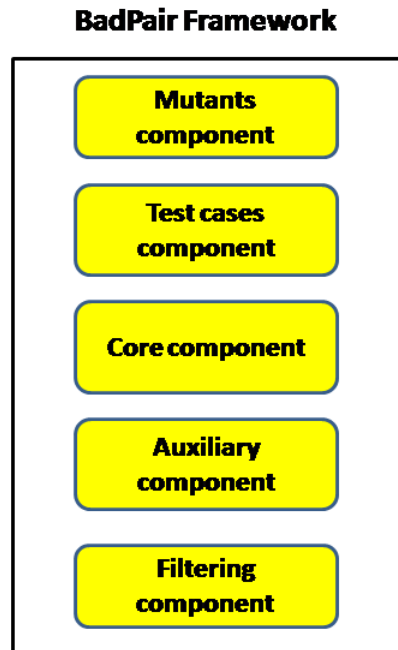 BadPair Framework
Mutants
component
Test cases
component
Core component
Auxiliary
component
Filtering
component